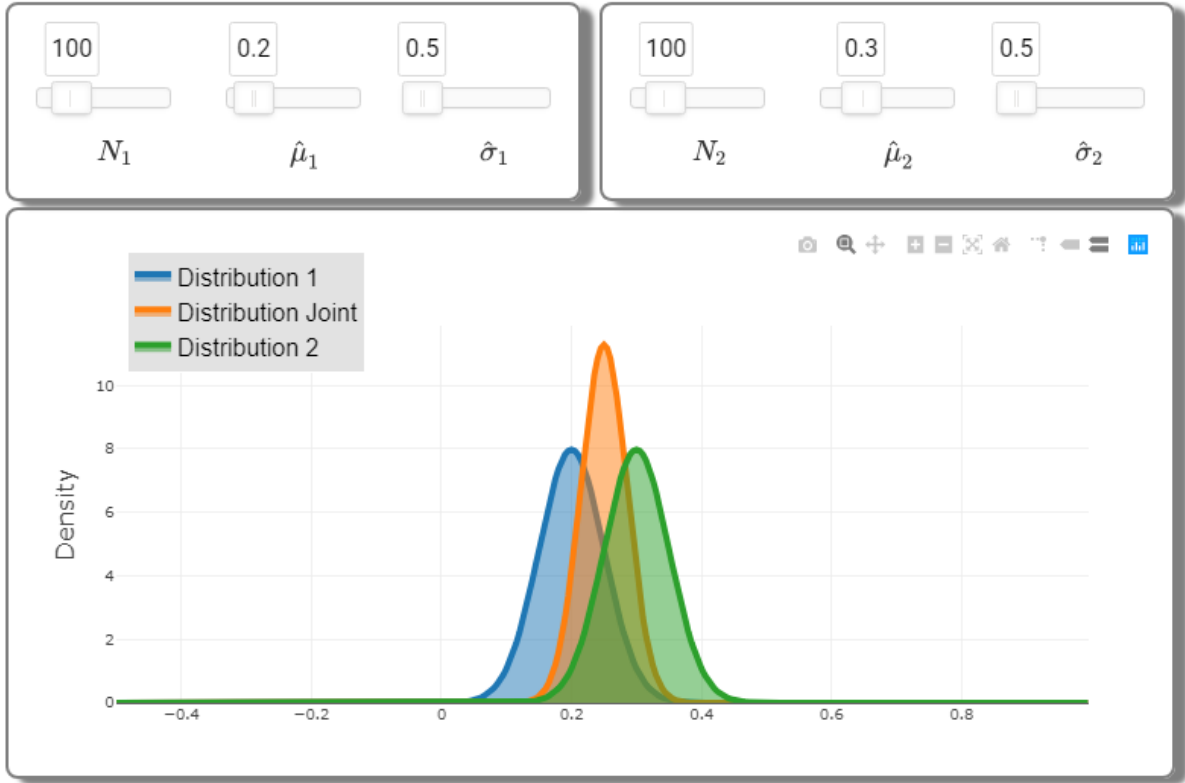 100 0.2 0.5
N̂₁ μ̂₁ σ̂₁
100 0.3 0.5
N₂ μ̂₂ σ̂₂
Distribution 1
Distribution Joint
Distribution 2
Density
10
8
6
4
2
0
−0.4 −0.2 0 0.2 0.4 0.6 0.8